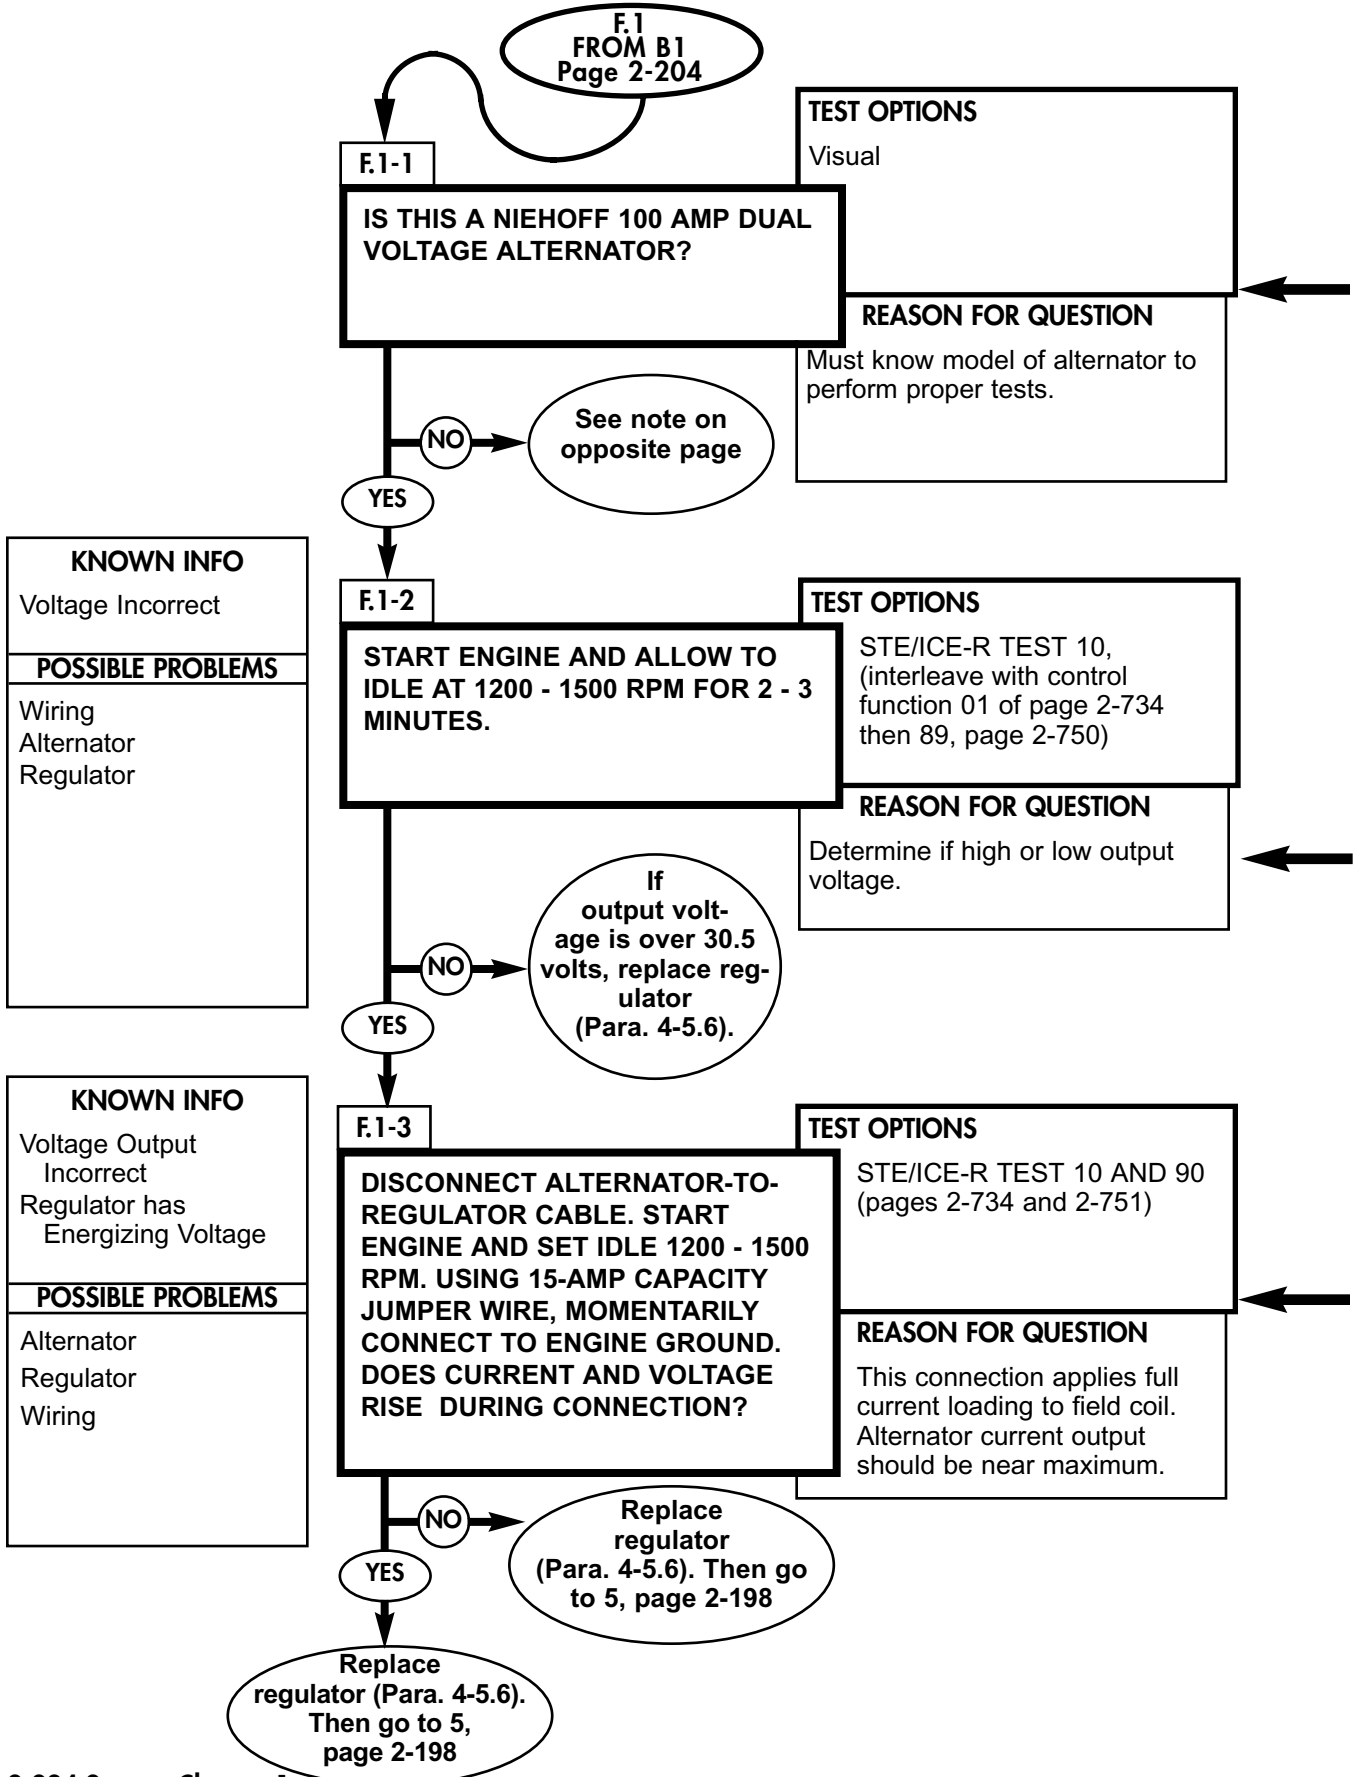 F.1
FROM B1
Page 2-204
F.1-1
IS THIS A NIEHOFF 100 AMP DUAL
VOLTAGE ALTERNATOR?
TEST OPTIONS
Visual
REASON FOR QUESTION
Must know model of alternator to
perform proper tests.
NO
See note on
opposite page
YES
KNOWN INFO
Voltage Incorrect
POSSIBLE PROBLEMS
Wiring
Alternator
Regulator
F.1-2
START ENGINE AND ALLOW TO
IDLE AT 1200 - 1500 RPM FOR 2 - 3
MINUTES.
TEST OPTIONS
STE/ICE-R TEST 10,
(interleave with control
function 01 of page 2-734
then 89, page 2-750)
REASON FOR QUESTION
Determine if high or low output
voltage.
NO
If
output volt-
age is over 30.5
volts, replace reg-
ulator
(Para. 4-5.6).
YES
KNOWN INFO
Voltage Output
Incorrect
Regulator has
Energizing Voltage
POSSIBLE PROBLEMS
Alternator
Regulator
Wiring
F.1-3
DISCONNECT ALTERNATOR-TO-
REGULATOR CABLE. START
ENGINE AND SET IDLE 1200 - 1500
RPM. USING 15-AMP CAPACITY
JUMPER WIRE, MOMENTARILY
CONNECT TO ENGINE GROUND.
DOES CURRENT AND VOLTAGE
RISE DURING CONNECTION?
TEST OPTIONS
STE/ICE-R TEST 10 AND 90
(pages 2-734 and 2-751)
REASON FOR QUESTION
This connection applies full
current loading to field coil.
Alternator current output
should be near maximum.
NO
Replace
regulator
(Para. 4-5.6). Then go
to 5, page 2-198
YES
Replace
regulator (Para. 4-5.6).
Then go to 5,
page 2-198